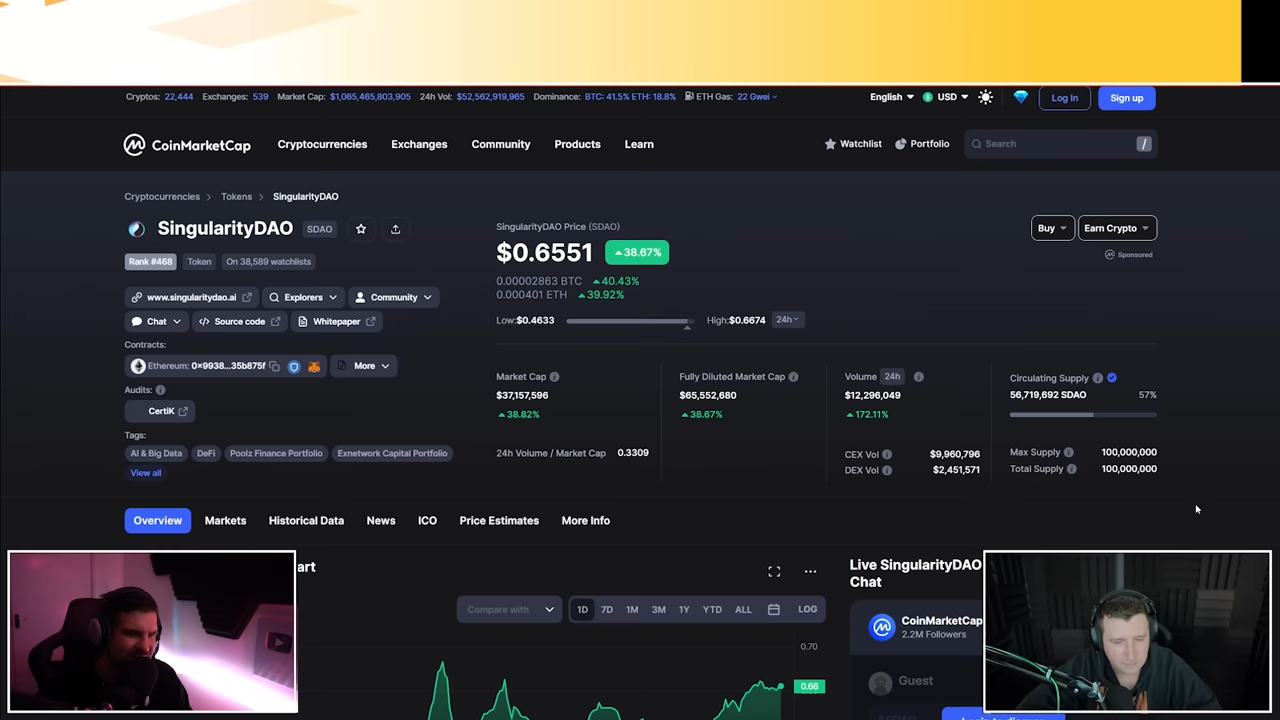 Cryptos: 22,444 Exchanges: 539 Market Cap: $1,065,465,803,905 24h Vol: $52,562,919,965 Dominance: BTC: 41.5% ETH: 18.8% ETH Gas: 22 Gwei
English USD Log In Sign up
CoinMarketCap Cryptocurrencies Exchanges Community Products Learn Watchlist Portfolio Search /
Cryptocurrencies Tokens SingularityDAO
SingularityDAO SDAO
Rank #468 Token On 38,589 watchlists
www.singularitydao.ai Explorers Community
Chat Source code Whitepaper
Contracts:
Ethereum: 0x9938...35b875f More
Audits:
CertiK
Tags:
AI & Big Data DeFi Poolz Finance Portfolio Exnetwork Capital Portfolio
View all
SingularityDAO Price (SDAO)
$0.6551 38.67%
0.00002863 BTC 40.43%
0.000401 ETH 39.92%
Low:$0.4633 High:$0.6674 24h
Buy Earn Crypto
Sponsored
Market Cap
$37,157,596
38.82%
24h Volume / Market Cap 0.3309
Fully Diluted Market Cap
$65,552,680
38.67%
Volume 24h
$12,296,049
172.11%
CEX Vol $9,960,796
DEX Vol $2,451,571
Circulating Supply
56,719,692 SDAO 57%
Max Supply 100,000,000
Total Supply 100,000,000
Overview Markets Historical Data News ICO Price Estimates More Info
art
Compare with 1D 7D 1M 3M 1Y YTD ALL LOG
0.70
0.66
Live SingularityDAO
Chat
CoinMarketCap
2.2M Followers
Guest